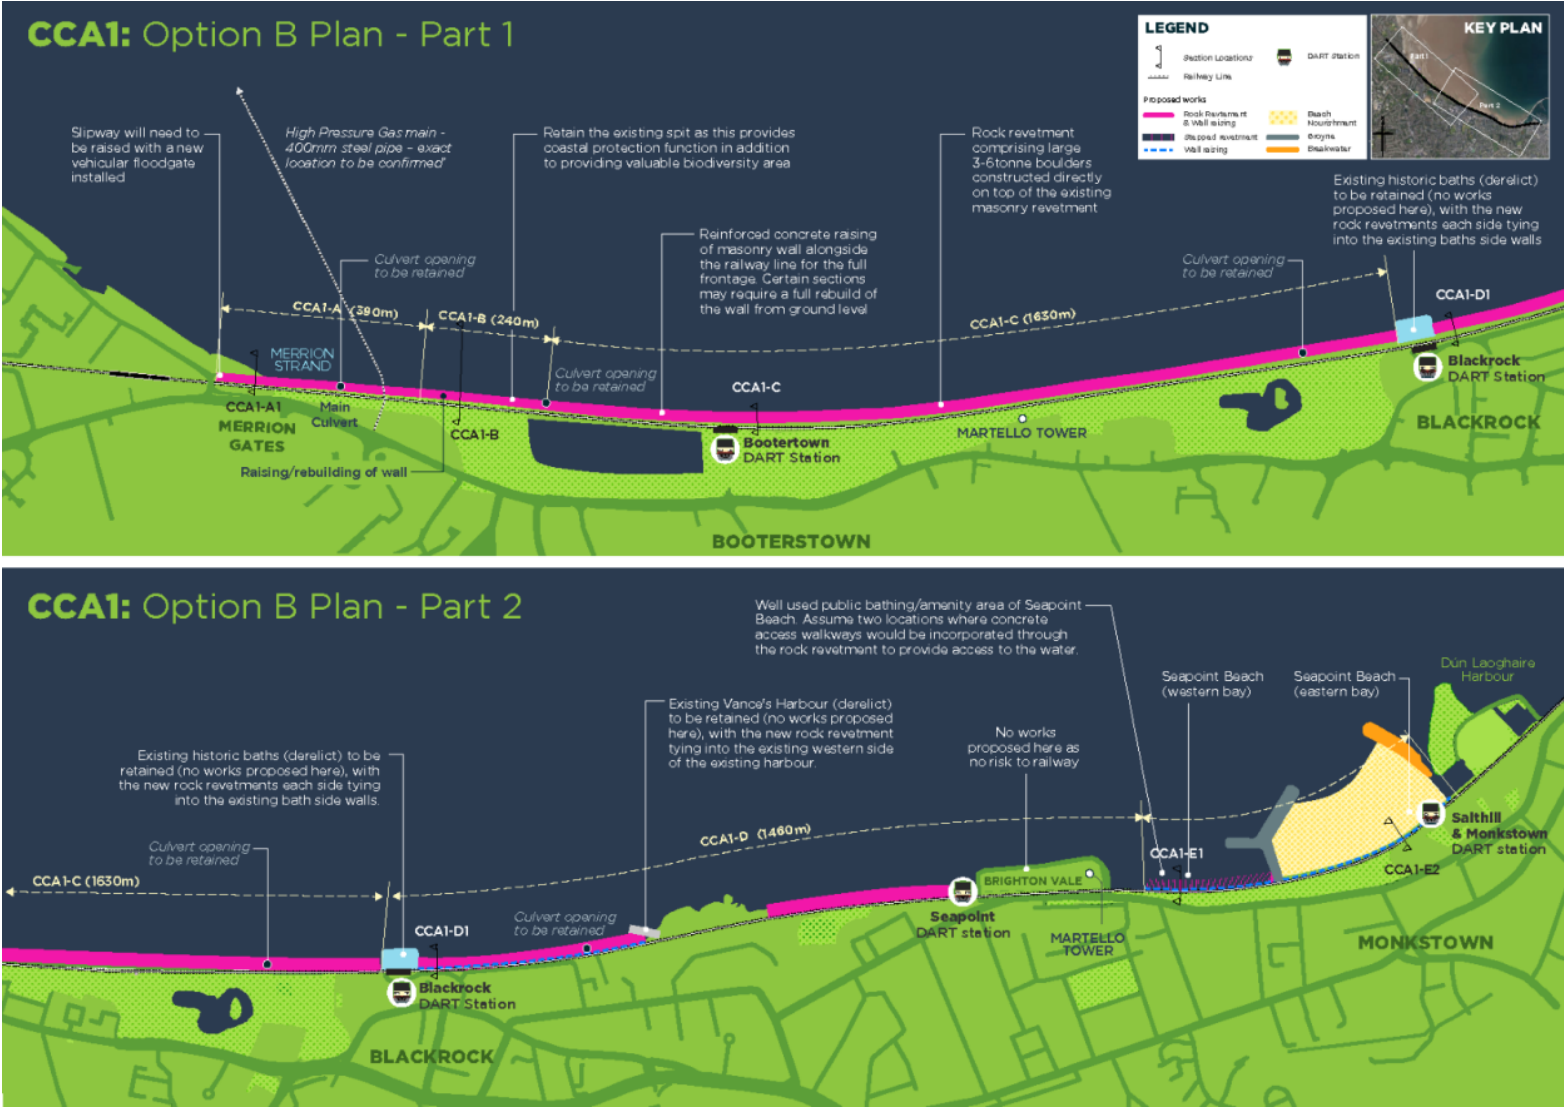 CCA1: Option B Plan - Part 1
LEGEND
Section Locations
DART Station
Railway Line
Proposed works
Rock Revtement
& Wall raising
Beach
Nourishment
Stepped revetment
Groyne
Wall raising
Breakwater
KEY PLAN
Part 1
Part 2
Slipway will need to
be raised with a new
vehicular floodgate
installed
High Pressure Gas main -
400mm steel pipe – exact
location to be confirmed'
Retain the existing spit as this provides
coastal protection function in addition
to providing valuable biodiversity area
Rock revetment
comprising large
3-6tonne boulders
constructed directly
on top of the existing
masonry revetment
Existing historic baths (derelict)
to be retained (no works
proposed here), with the new
rock revetments each side tying
into the existing baths side walls
Reinforced concrete raising
of masonry wall alongside
the railway line for the full
frontage. Certain sections
may require a full rebuild of
the wall from ground level
Culvert opening
to be retained
Culvert opening
to be retained
CCA1-A (390m)
CCA1-B (240m)
CCA1-C (1630m)
CCA1-D1
MERRION
STRAND
Culvert opening
to be retained
CCA1-C
Blackrock
DART Station
CCA1-A1
Main
Culvert
MERRION
GATES
CCA1-B
Bootertown
DART Station
MARTELLO TOWER
BLACKROCK
Raising/rebuilding of wall
BOOTERSTOWN
CCA1: Option B Plan - Part 2
Well used public bathing/amenity area of Seapoint
Beach. Assume two locations where concrete
access walkways would be incorporated through
the rock revetment to provide access to the water.
Seapoint Beach
(western bay)
Seapoint Beach
(eastern bay)
Dún Laoghaire
Harbour
Existing Vance's Harbour (derelict)
to be retained (no works proposed
here), with the new rock revetment
tying into the existing western side
of the existing harbour.
No works
proposed here as
no risk to railway
Existing historic baths (derelict) to be
retained (no works proposed here), with
the new rock revetments each side tying
into the existing bath side walls.
Culvert opening
to be retained
CCA1-D (1460m)
CCA1-C (1630m)
CCA1-E1
Salthill
& Monkstown
DART station
CCA1-E2
BRIGHTON VALE
Culvert opening
to be retained
CCA1-D1
Seapoint
DART station
MARTELLO
TOWER
MONKSTOWN
Blackrock
DART Station
BLACKROCK